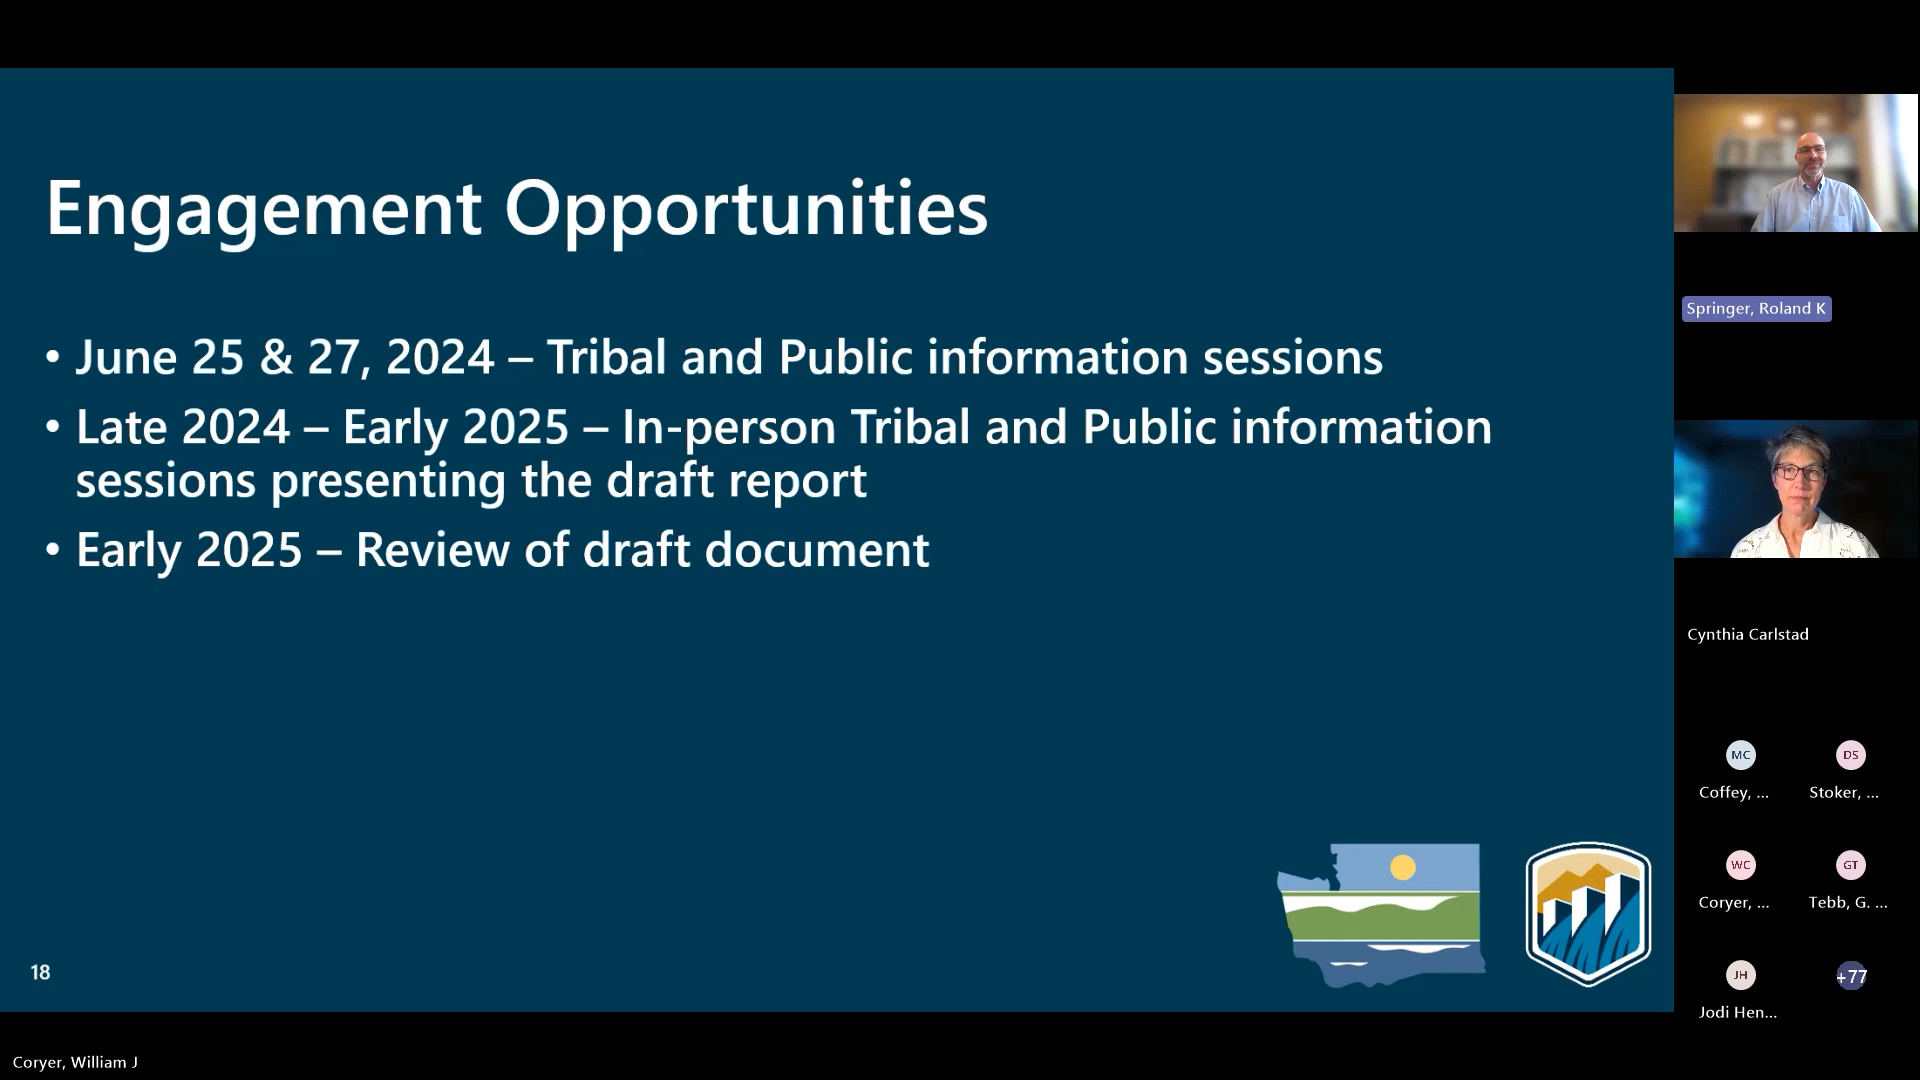 Engagement Opportunities
• June 25 & 27, 2024 – Tribal and Public information sessions
• Late 2024 – Early 2025 – In-person Tribal and Public information
sessions presenting the draft report
• Early 2025 – Review of draft document
18
Springer, Roland K
Cynthia Carlstad
MC
DS
Coffey, ...
Stoker, ...
WC
GT
Coryer, ...
Tebb, G. ...
JH
+77
Jodi Hen...
Coryer, William J